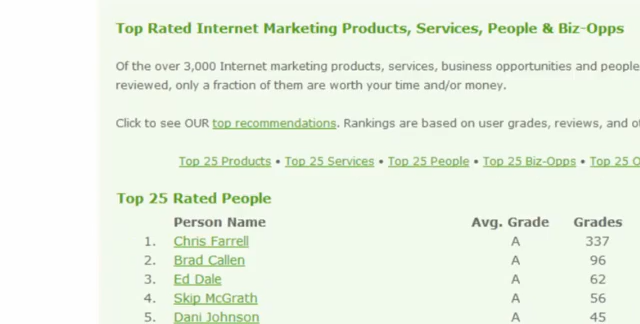 Top Rated Internet Marketing Products, Services, People & Biz-Opps
Of the over 3,000 Internet marketing products, services, business opportunities and people
reviewed, only a fraction of them are worth your time and/or money.
Click to see OUR top recommendations. Rankings are based on user grades, reviews, and
Top 25 Products • Top 25 Services • Top 25 People • Top 25 Biz-Opps • Top 25
Top 25 Rated People
Person Name Avg. Grade Grades
1. Chris Farrell A 337
2. Brad Callen A 96
3. Ed Dale A 62
4. Skip McGrath A 56
5. Dani Johnson A 45